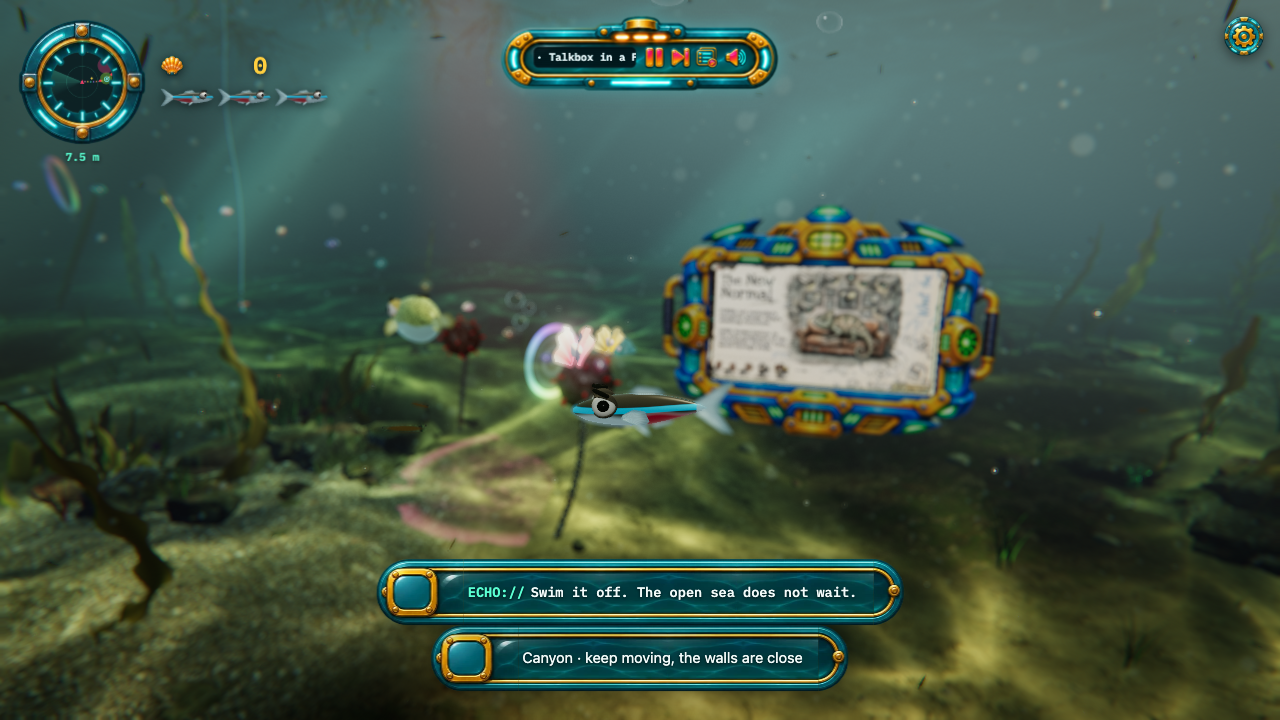 · Talkbox in a F
0
7.5 m
The New
Normal
ECHO:// Swim it off. The open sea does not wait.
Canyon · keep moving, the walls are close